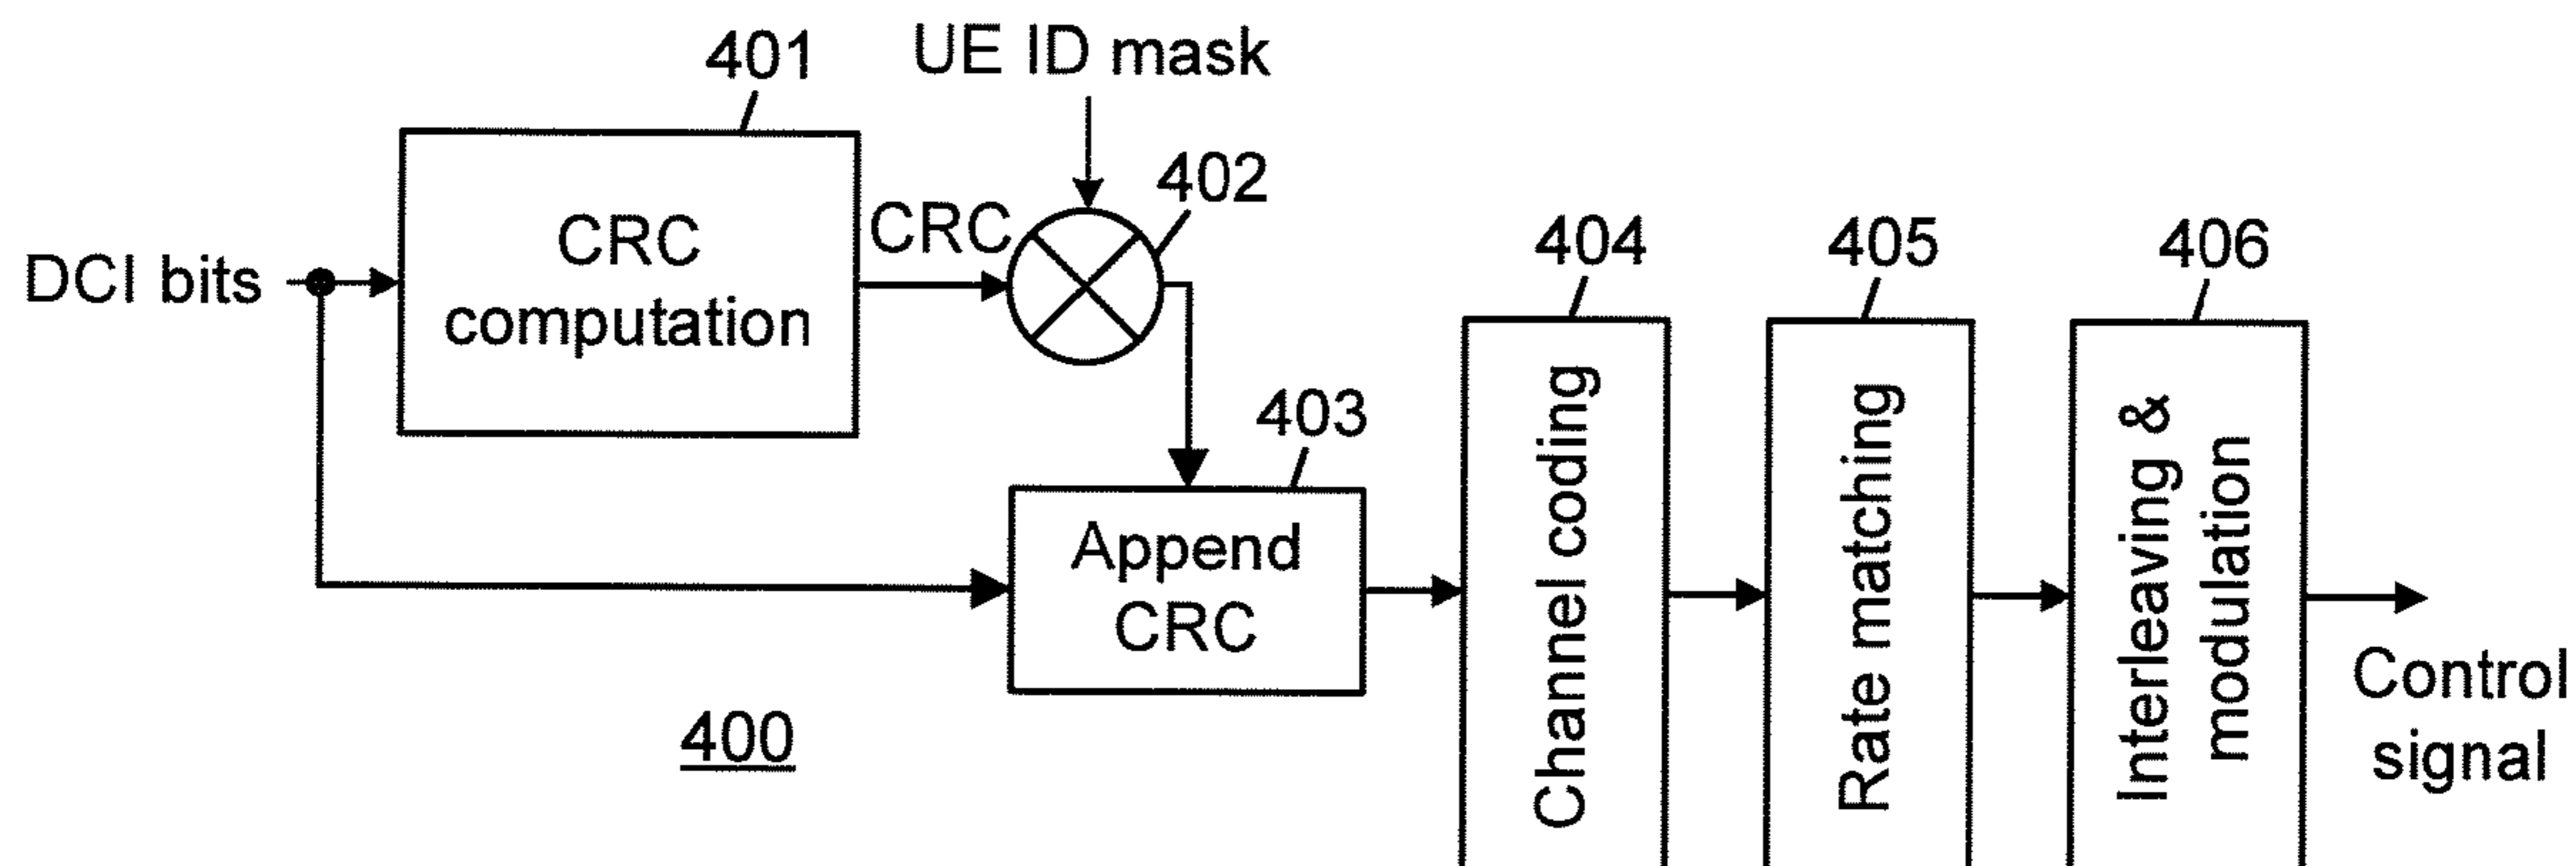 401
UE ID mask
402
CRC
computation
CRC
DCI bits
404
405
406
403
Append
CRC
Channel coding
Rate matching
Interleaving &
modulation
Control
signal
400